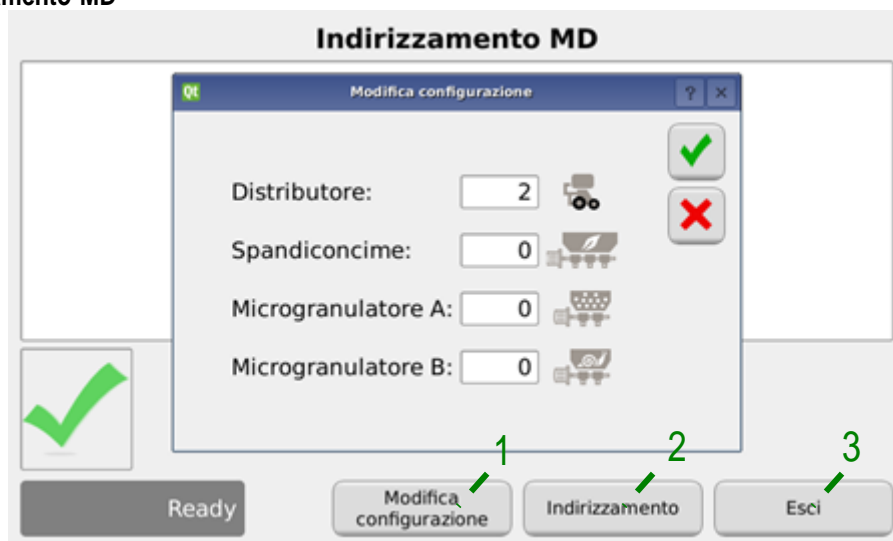 Indirizzamento MD
Qt
Modifica configurazione
? ×
Distributore: 2
Spandiconcime: 0
Microgranulatore A: 0
Microgranulatore B: 0
1 2 3
Ready
Modifica
configurazione
Indirizzamento
Esci